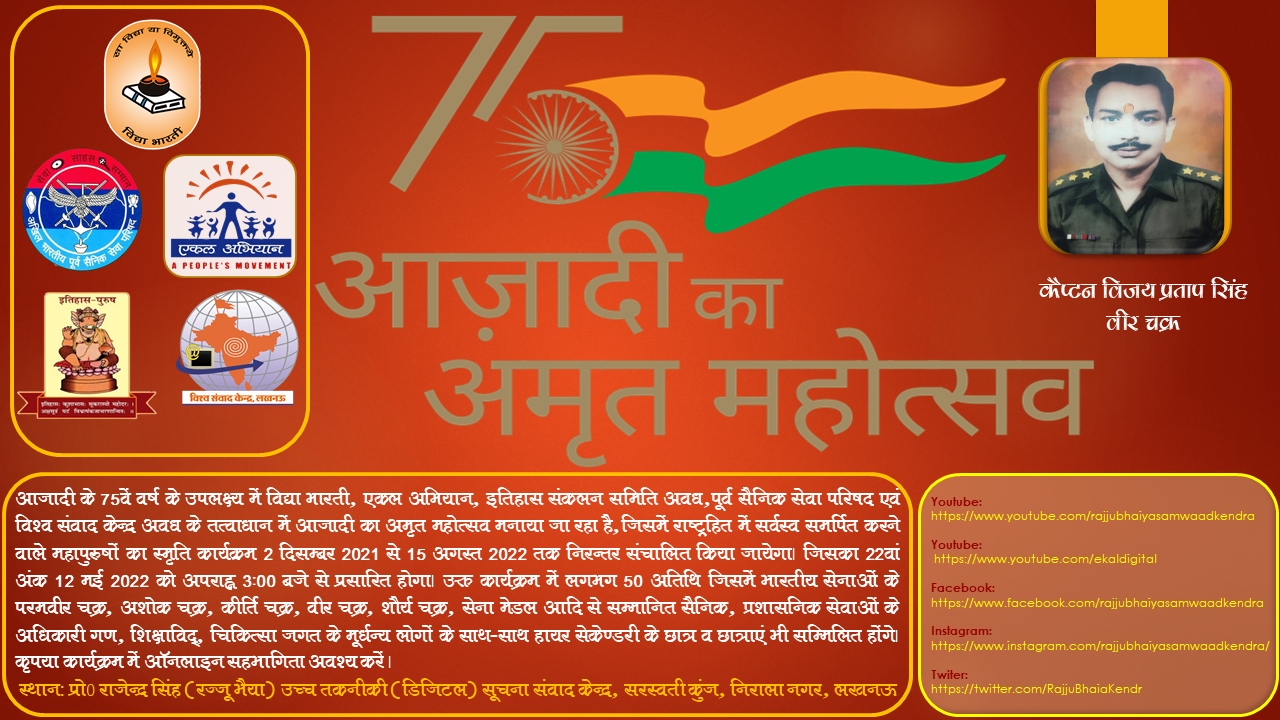 सा विद्या या विमुक्तये
विद्या भारती
सेवा साहस सम्मान
अखिल भारतीय पूर्व सैनिक सेवा परिषद
एकल अभियान
A PEOPLE'S MOVEMENT
इतिहास-पुरुष
@
विश्व संवाद केन्द्र, लखनऊ
75
आज़ादी का
अमृत महोत्सव
कैप्टन विजय प्रताप सिंह
वीर चक्र
आजादी के 75वें वर्ष के उपलक्ष्य में विद्या भारती, एकल अभियान, इतिहास संकलन समिति अवध,पूर्व सैनिक सेवा परिषद एवं
विश्व संवाद केन्द्र अवध के तत्वाधान में आजादी का अमृत महोत्सव मनाया जा रहा है,जिसमें राष्ट्रहित में सर्वस्व समर्पित करने
वाले महापुरुषों का स्मृति कार्यक्रम 2 दिसम्बर 2021 से 15 अगस्त 2022 तक निरन्तर संचालित किया जायेगा। जिसका 22वां
अंक 12 मई 2022 को अपराह्न 3:00 बजे से प्रसारित होगा। उक्त कार्यक्रम में लगभग 50 अतिथि जिसमें भारतीय सेनाओं के
परमवीर चक्र, अशोक चक्र, कीर्ति चक्र, वीर चक्र, शौर्य चक्र, सेना मेडल आदि से सम्मानित सैनिक, प्रशासनिक सेवाओं के
अधिकारी गण, शिक्षाविद्, चिकित्सा जगत के मूर्धन्य लोगों के साथ-साथ हायर सेकेण्डरी के छात्र व छात्राएं भी सम्मिलित होंगे।
कृपया कार्यक्रम में ऑनलाइन सहभागिता अवश्य करें।
स्थान: प्रो0 राजेन्द्र सिंह (रज्जू भैया) उच्च तकनीकी (डिजिटल) सूचना संवाद केन्द्र, सरस्वती कुंज, निराला नगर, लखनऊ
Youtube:
https://www.youtube.com/rajjubhaiyasamwaadkendra
Youtube:
https://www.youtube.com/ekaldigital
Facebook:
https://www.facebook.com/rajjubhaiyasamwaadkendra
Instagram:
https://www.instagram.com/rajjubhaiyasamwaadkendra/
Twiter:
https://twitter.com/RajjuBhaiaKendr